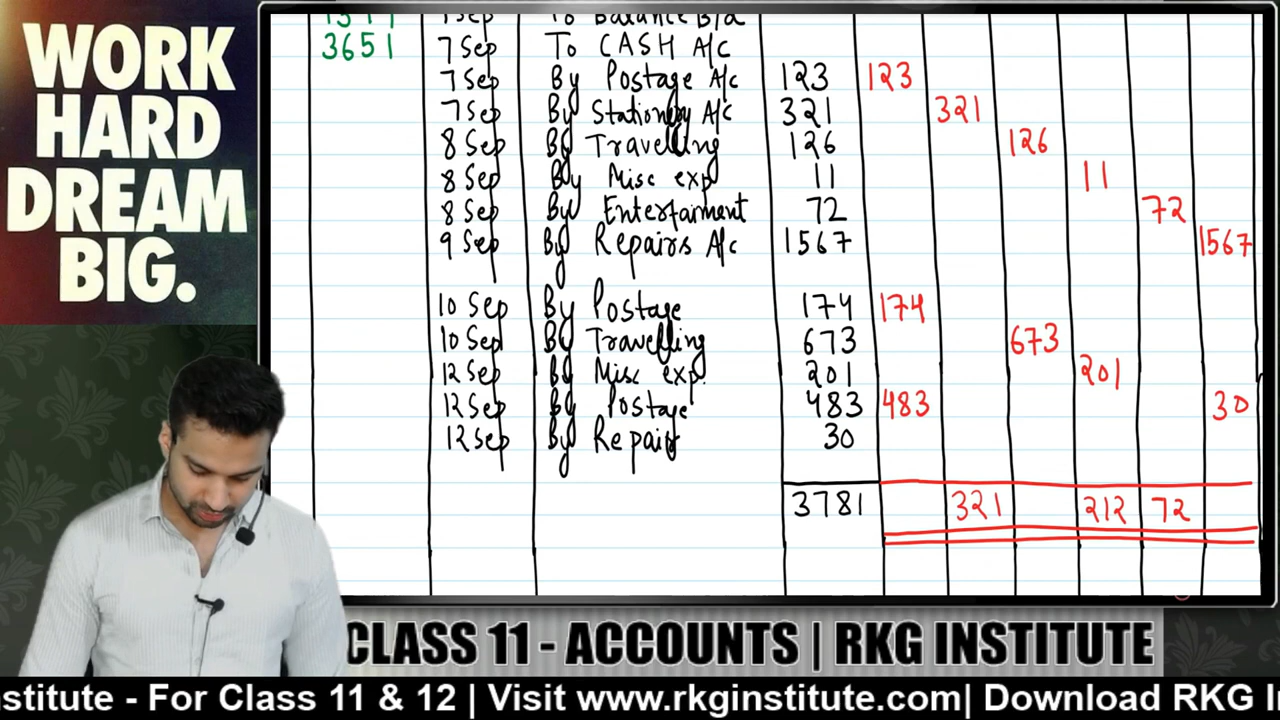 WORK
HARD
DREAM
BIG.
3651 7 Sep To CASH A/c
7 Sep By Postage A/c 123 123
7 Sep By Stationery A/c 321 321
8 Sep By Travelling 126 126
8 Sep By Misc exp 11 11
8 Sep By Entertairment 72 72
9 Sep By Repairs A/c 1567 1567
10 Sep By Postage 174 174
10 Sep By Travelling 673 673
12 Sep By Misc exp. 201 201
12 Sep By Postage 483 483 30
12 Sep By Repairs 30
3781 321 212 72
CLASS 11 - ACCOUNTS | RKG INSTITUTE
nstitute - For Class 11 & 12 | Visit www.rkginstitute.com| Download RKG I